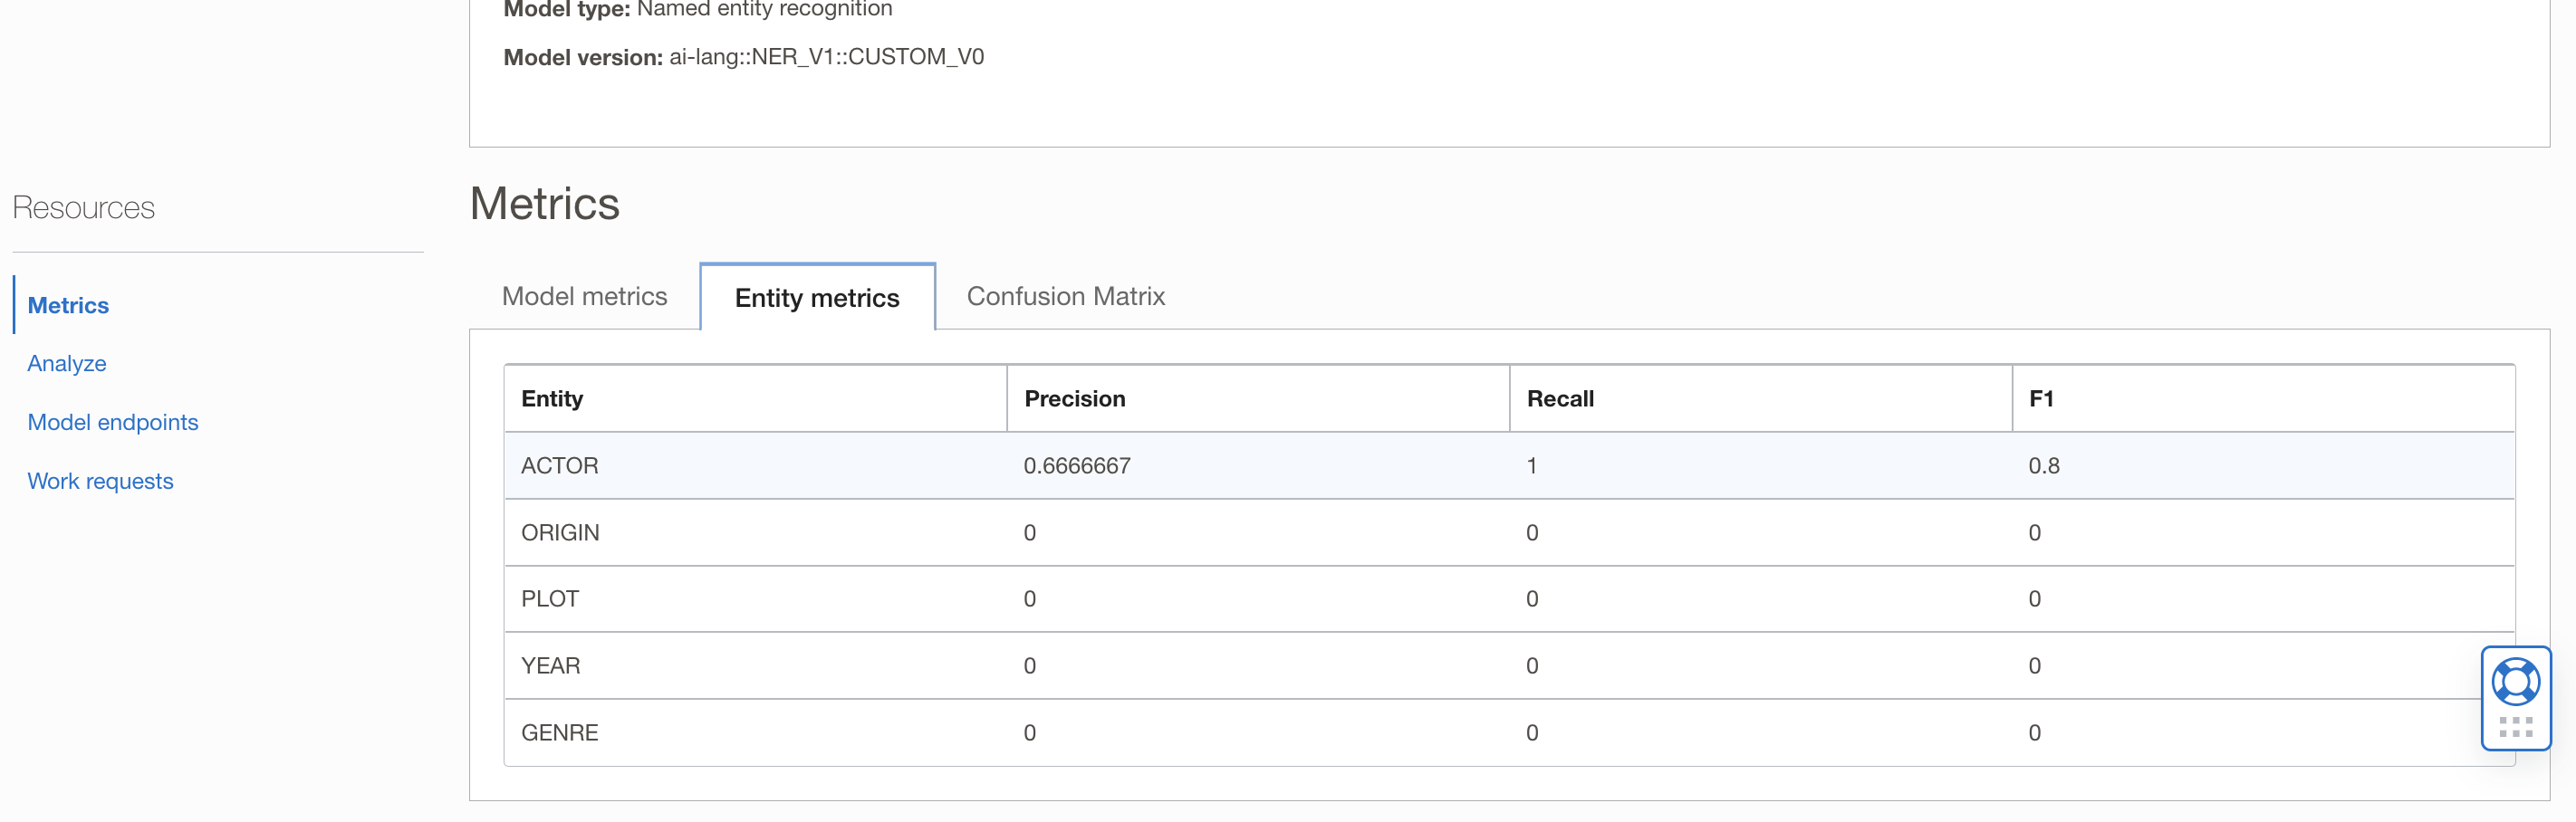 Model type: Named entity recognition
Model version: ai-lang::NER_V1::CUSTOM_V0
Resources
Metrics
Analyze
Model endpoints
Work requests
Metrics
Model metrics Entity metrics Confusion Matrix
Entity Precision Recall F1
ACTOR 0.6666667 1 0.8
ORIGIN 0 0 0
PLOT 0 0 0
YEAR 0 0 0
GENRE 0 0 0